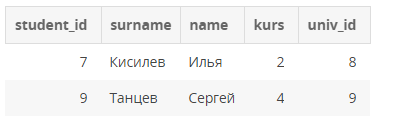 student_id surname name kurs univ_id
7 Кисилев Илья 2 8
9 Танцев Сергей 4 9